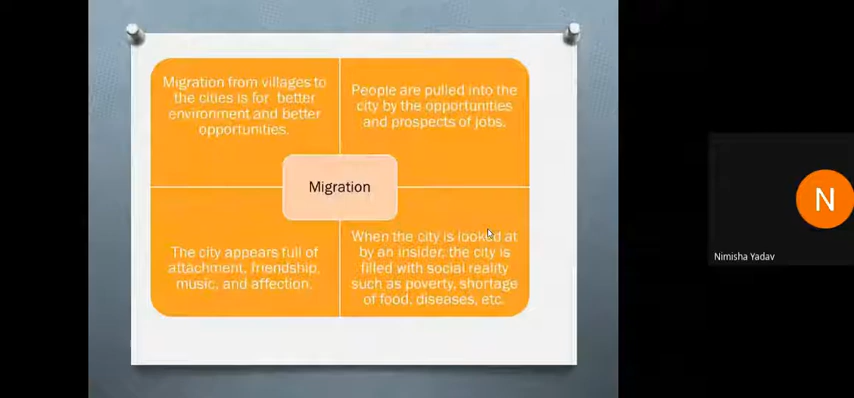 Migration from villages to
the cities is for better
environment and better
opportunities.
People are pulled into the
city by the opportunities
and prospects of jobs.
Migration
The city appears full of
attachment, friendship,
music, and affection.
When the city is looked at
by an insider, the city is
filled with social reality
such as poverty, shortage
of food, diseases, etc.
N
Nimisha Yadav